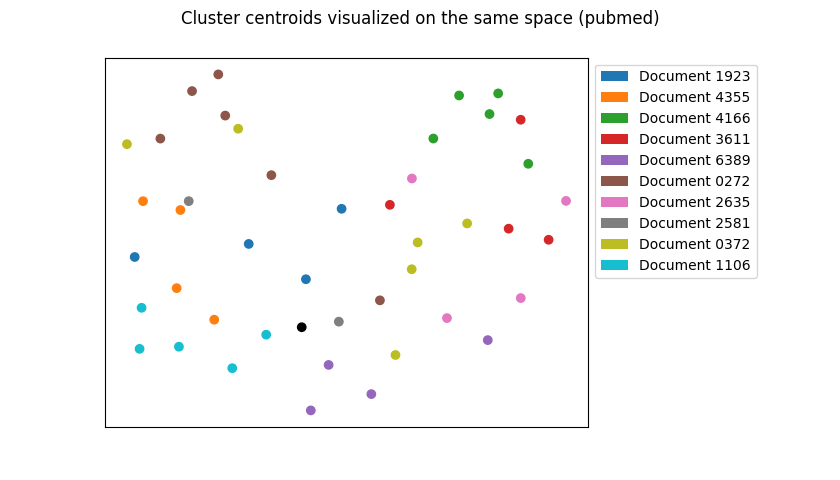 Cluster centroids visualized on the same space (pubmed)
Document 1923
Document 4355
Document 4166
Document 3611
Document 6389
Document 0272
Document 2635
Document 2581
Document 0372
Document 1106